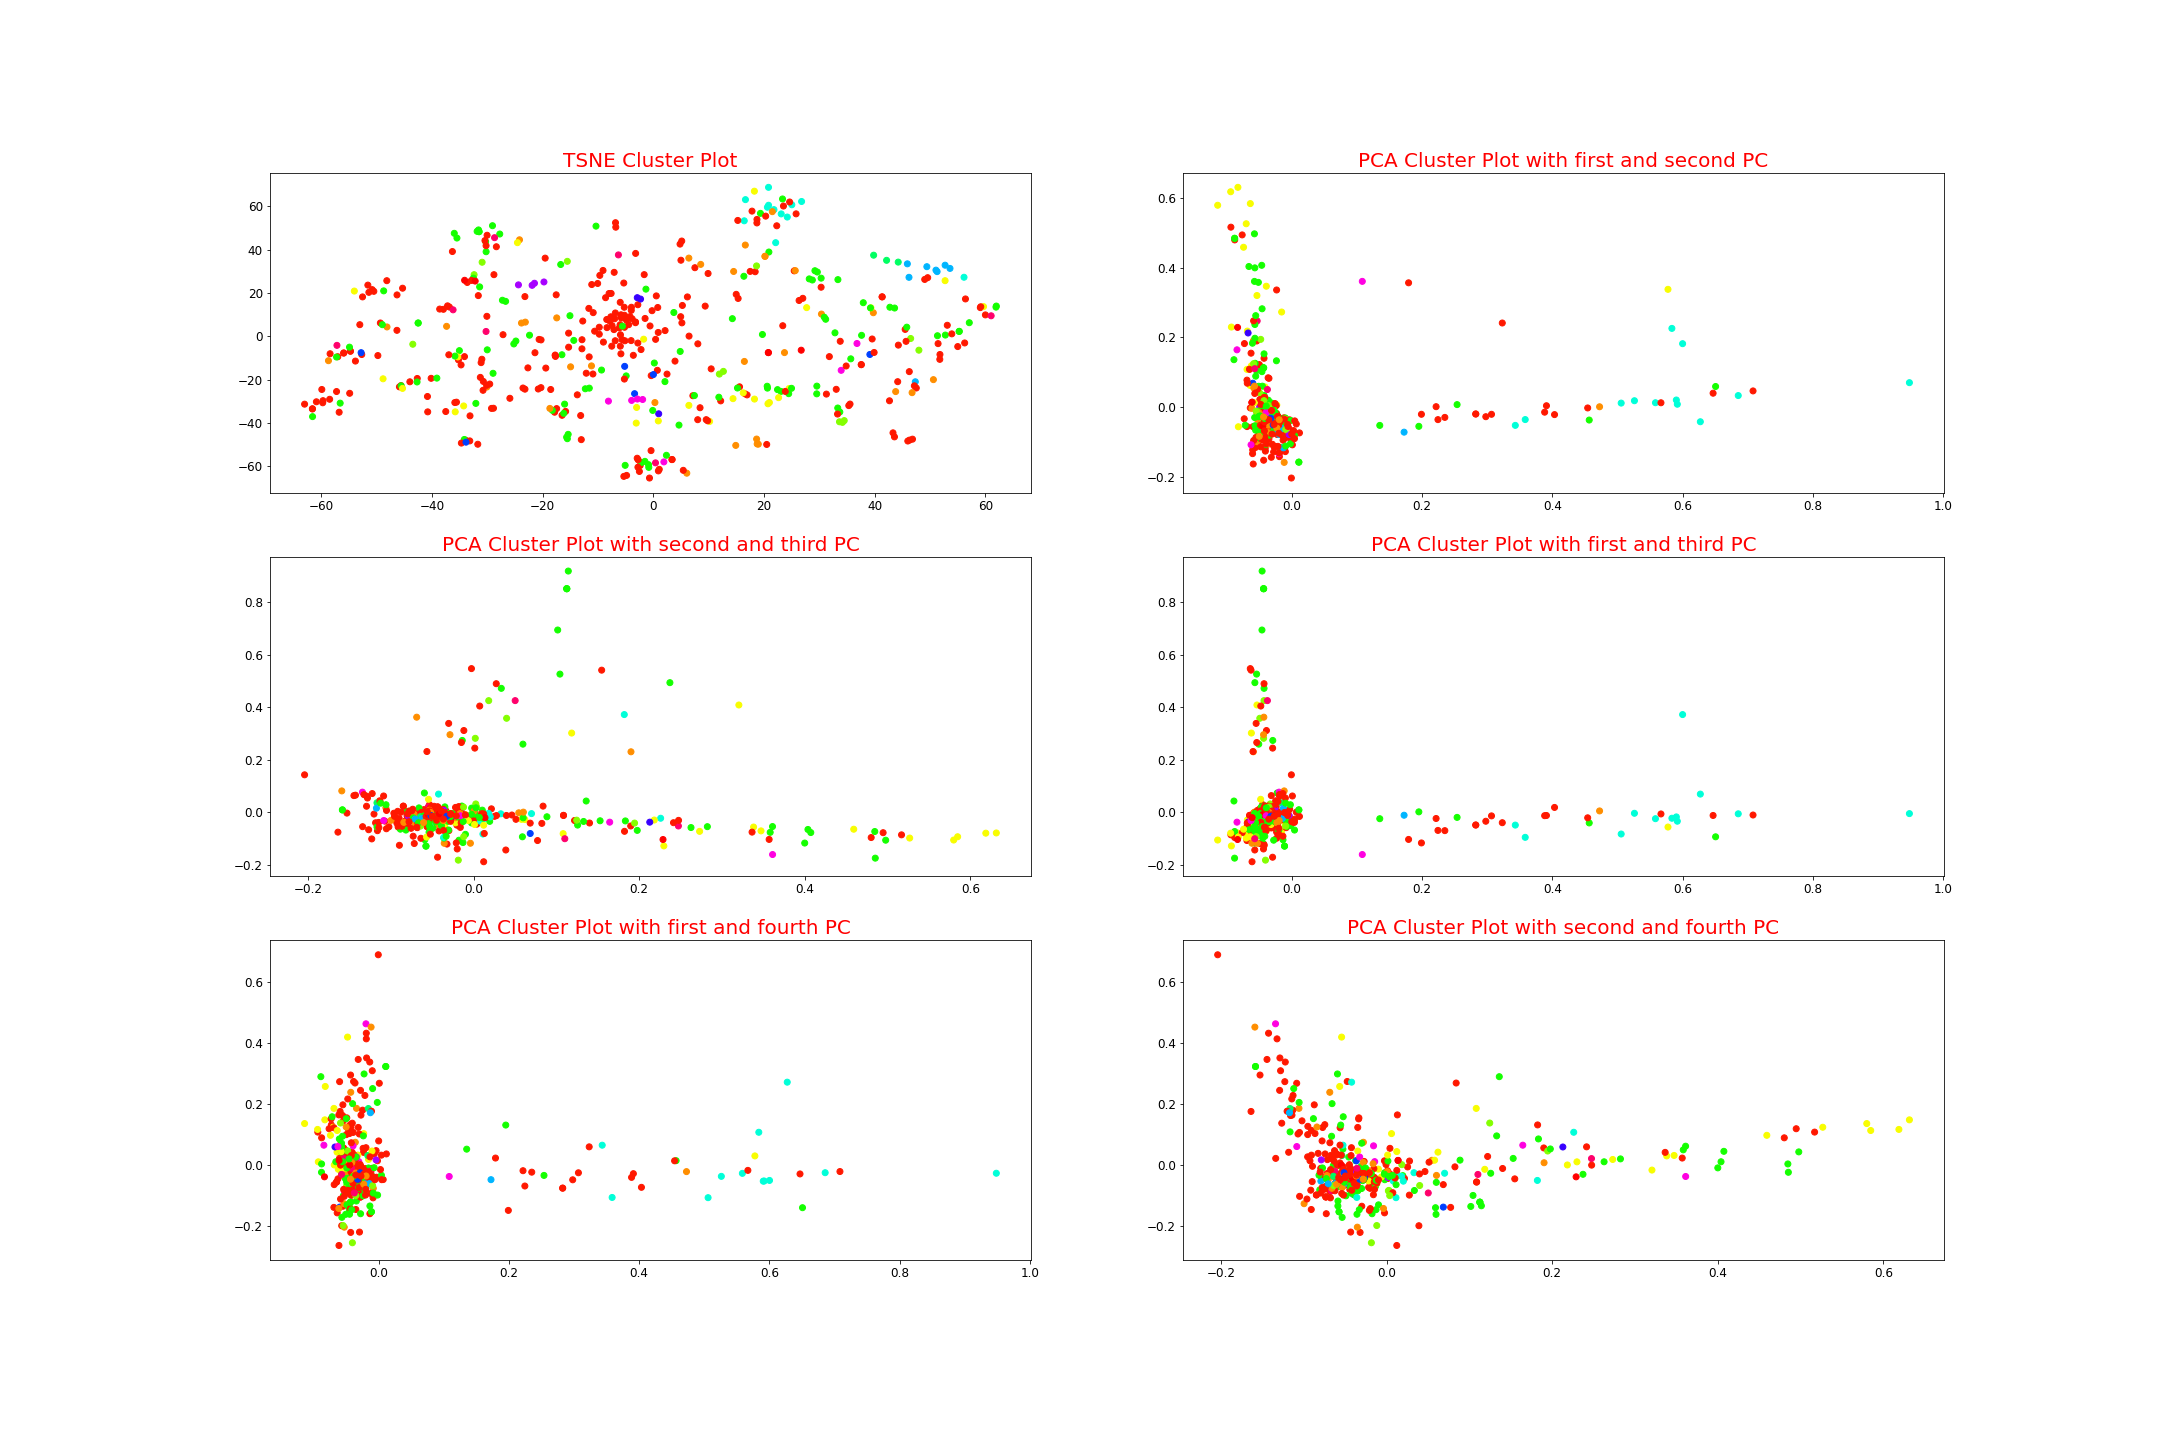 TSNE Cluster Plot
60
40
20
0
−20
−40
−60
−60 −40 −20 0 20 40 60
PCA Cluster Plot with first and second PC
0.6
0.4
0.2
0.0
−0.2
0.0 0.2 0.4 0.6 0.8 1.0
PCA Cluster Plot with second and third PC
0.8
0.6
0.4
0.2
0.0
−0.2
−0.2 0.0 0.2 0.4 0.6
PCA Cluster Plot with first and third PC
0.8
0.6
0.4
0.2
0.0
−0.2
0.0 0.2 0.4 0.6 0.8 1.0
PCA Cluster Plot with first and fourth PC
0.6
0.4
0.2
0.0
−0.2
0.0 0.2 0.4 0.6 0.8 1.0
PCA Cluster Plot with second and fourth PC
0.6
0.4
0.2
0.0
−0.2
−0.2 0.0 0.2 0.4 0.6